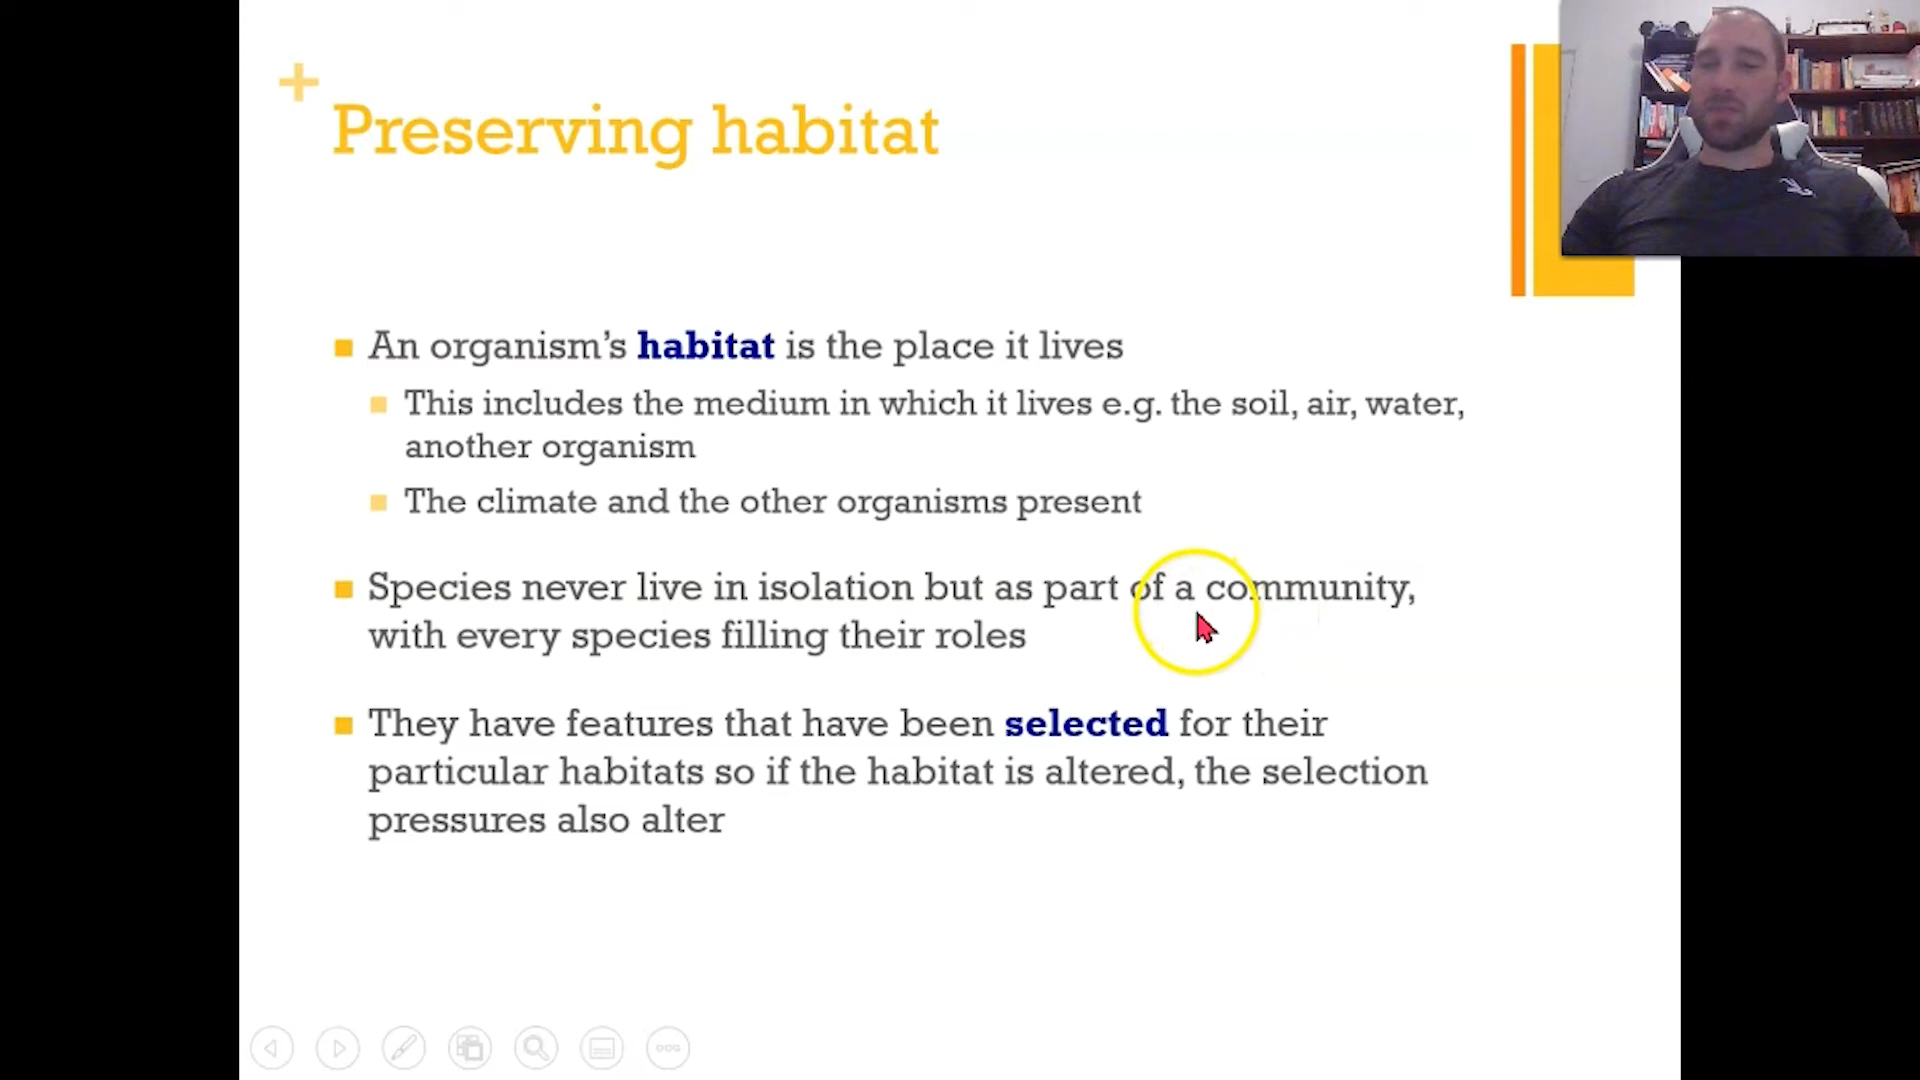 Preserving habitat
An organism’s habitat is the place it lives
This includes the medium in which it lives e.g. the soil, air, water,
another organism
The climate and the other organisms present
Species never live in isolation but as part of a community,
with every species filling their roles
They have features that have been selected for their
particular habitats so if the habitat is altered, the selection
pressures also alter